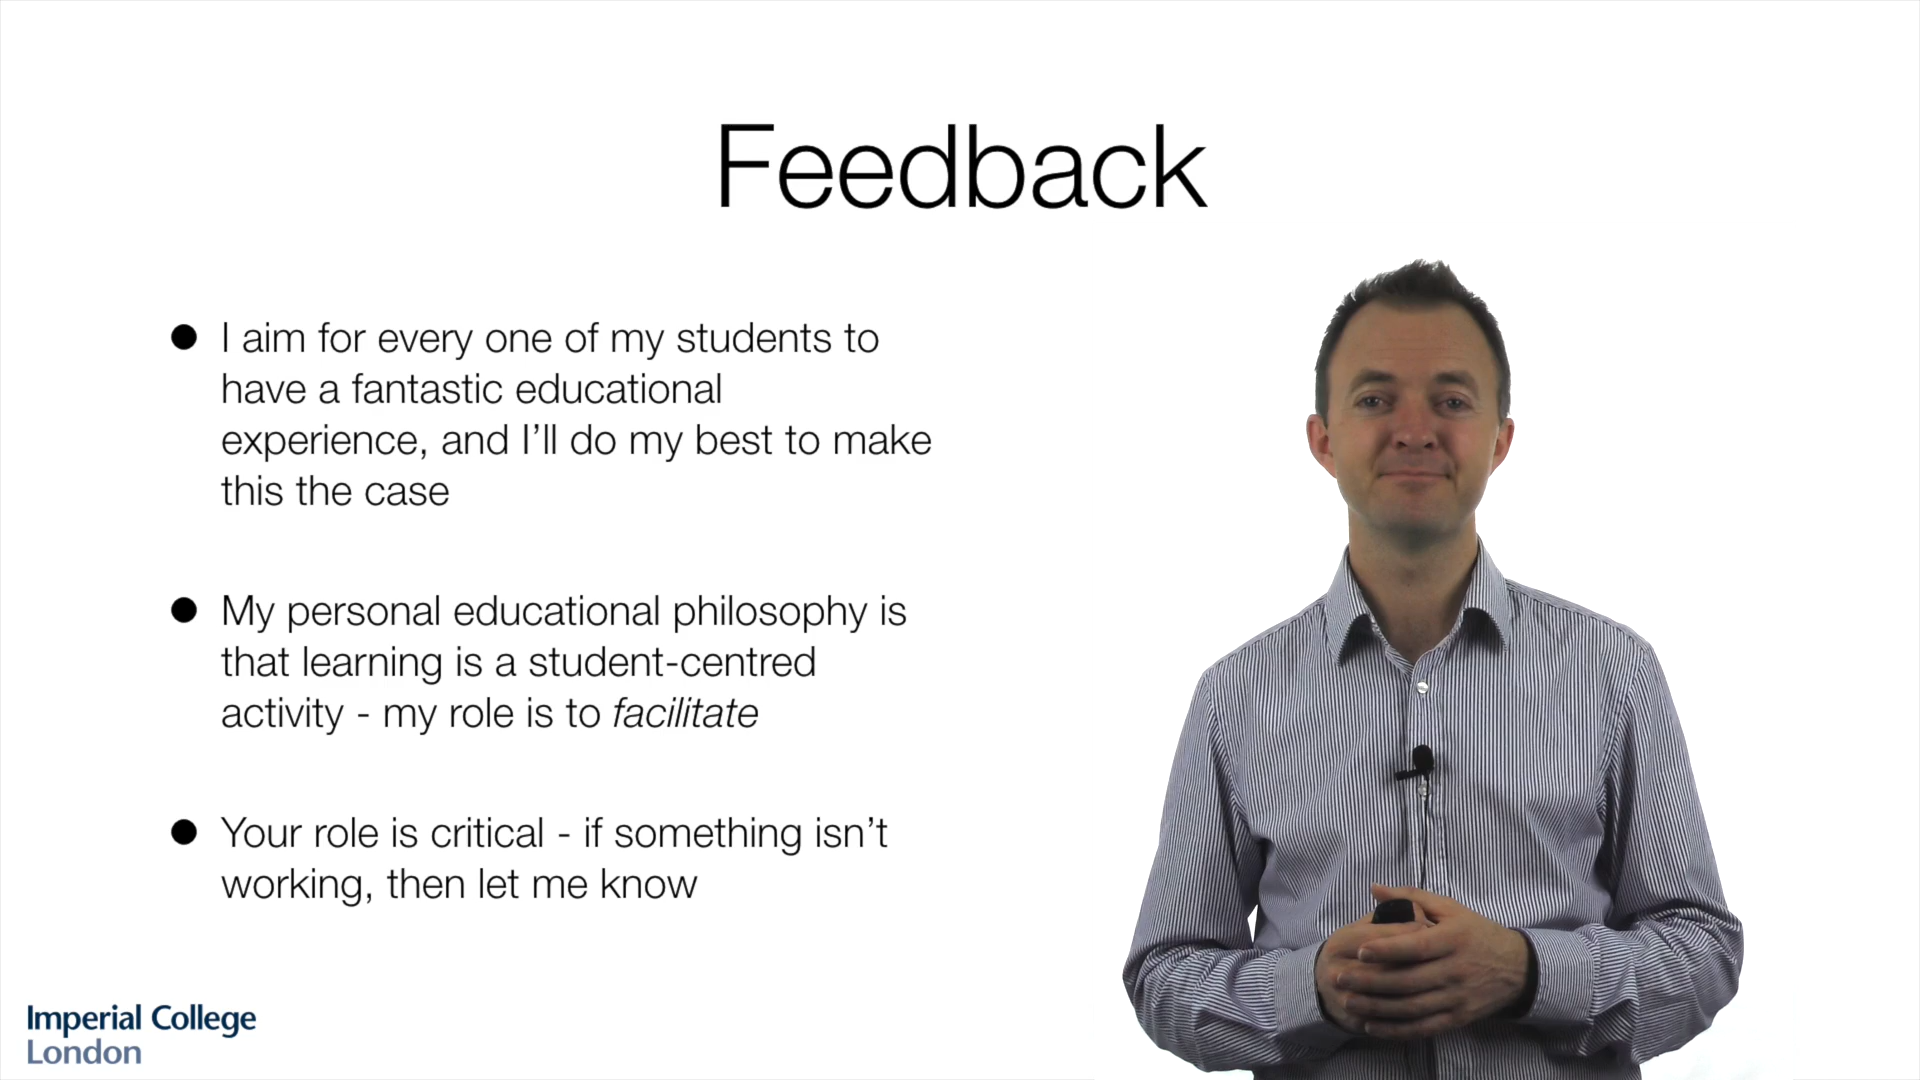 Feedback
● I aim for every one of my students to
have a fantastic educational
experience, and I’ll do my best to make
this the case
● My personal educational philosophy is
that learning is a student-centred
activity - my role is to facilitate
● Your role is critical - if something isn’t
working, then let me know
Imperial College
London